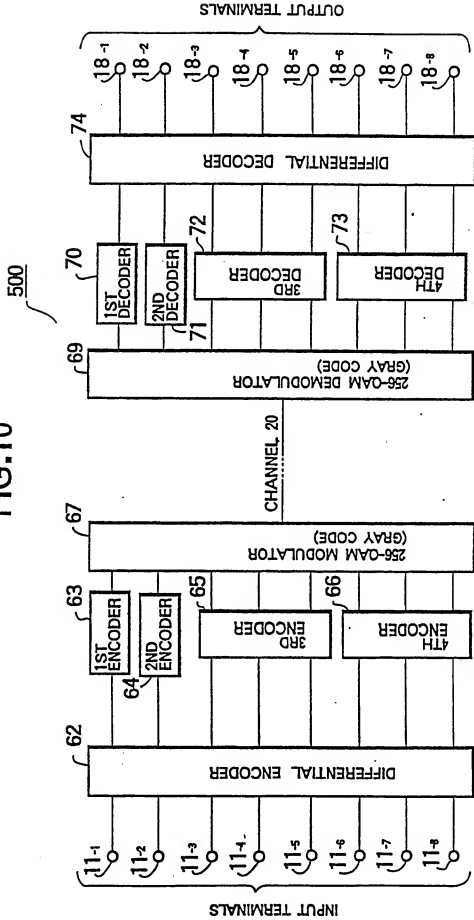 FIG.10
500
INPUT TERMINALS
11-1
11-2
11-3
11-4
11-5
11-6
11-7
11-8
62
DIFFERENTIAL ENCODER
63
1ST
ENCODER
64
2ND
ENCODER
65
3RD
ENCODER
66
4TH
ENCODER
67
256-QAM MODULATOR
(GRAY CODE)
CHANNEL 20
69
256-QAM DEMODULATOR
(GRAY CODE)
70
1ST
DECODER
71
2ND
DECODER
72
3RD
DECODER
73
4TH
DECODER
74
DIFFERENTIAL DECODER
18-1
18-2
18-3
18-4
18-5
18-6
18-7
18-8
OUTPUT TERMINALS